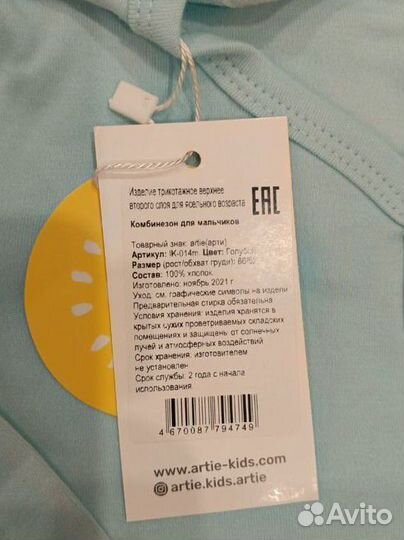 Изделие трикотажное верхнее
второго слоя для ясельного возраста
EAC
Комбинезон для мальчиков
Товарный знак: artie(арти)
Артикул: IK-014m Цвет: Голубой
Размер (рост/обхват груди):
Состав: 100% хлопок
Изготовлено: ноябрь 2021 г
Уход: см. графические символы на изделии
Предварительная стирка обязательна
Условия хранения: изделия хранятся в
крытых сухих проветриваемых складских
помещениях и защищены от солнечных
лучей и атмосферных воздействий
Срок хранения: изготовителем
не установлен
Срок службы: 2 года с начала
использования.
4 670087 794749
www.artie-kids.com
artie.kids.artie
Avito